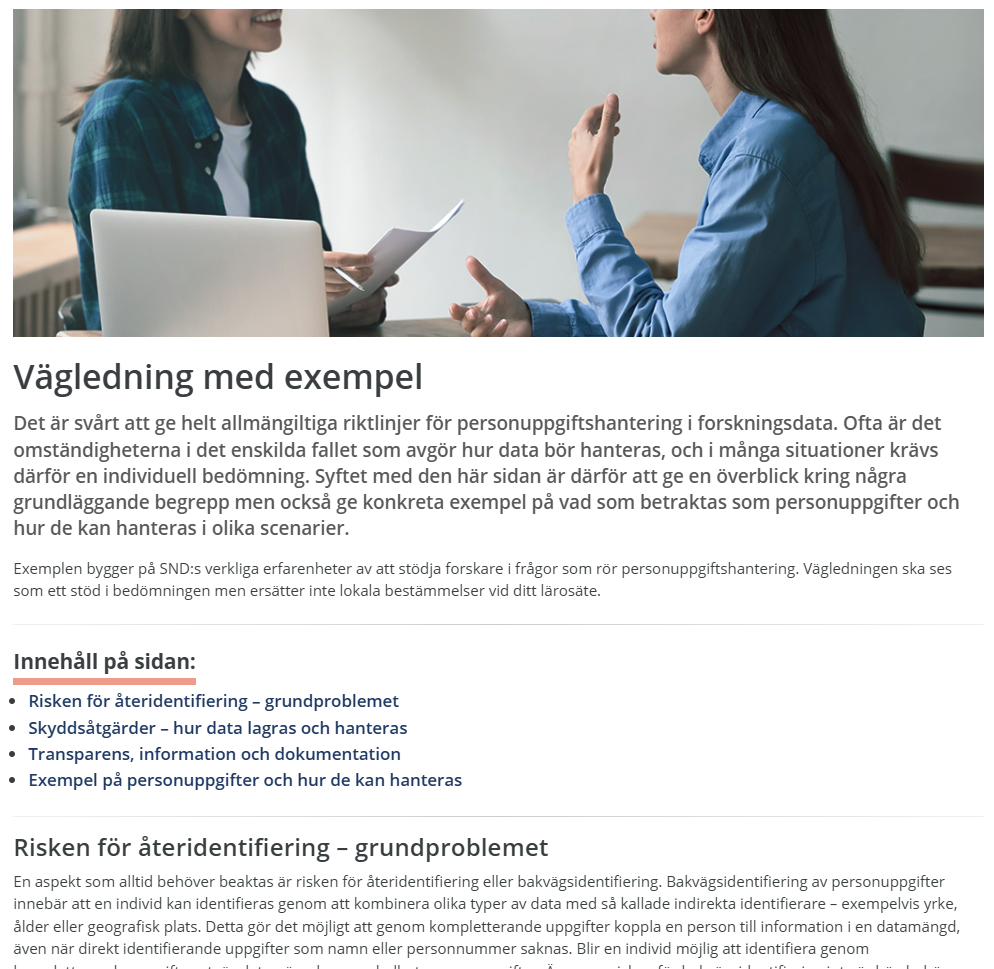 Vägledning med exempel
Det är svårt att ge helt allmängiltiga riktlinjer för personuppgiftshantering i forskningsdata. Ofta är det
omständigheterna i det enskilda fallet som avgör hur data bör hanteras, och i många situationer krävs
därför en individuell bedömning. Syftet med den här sidan är därför att ge en överblick kring några
grundläggande begrepp men också ge konkreta exempel på vad som betraktas som personuppgifter och
hur de kan hanteras i olika scenarier.
Exemplen bygger på SND:s verkliga erfarenheter av att stödja forskare i frågor som rör personuppgiftshantering. Vägledningen ska ses
som ett stöd i bedömningen men ersätter inte lokala bestämmelser vid ditt lärosäte.
Innehåll på sidan:
Risken för återidentifiering – grundproblemet
Skyddsåtgärder – hur data lagras och hanteras
Transparens, information och dokumentation
Exempel på personuppgifter och hur de kan hanteras
Risken för återidentifiering – grundproblemet
En aspekt som alltid behöver beaktas är risken för återidentifiering eller bakvägsidentifiering. Bakvägsidentifiering av personuppgifter
innebär att en individ kan identifieras genom att kombinera olika typer av data med så kallade indirekta identifierare – exempelvis yrke,
ålder eller geografisk plats. Detta gör det möjligt att genom kompletterande uppgifter koppla en person till information i en datamängd,
även när direkt identifierande uppgifter som namn eller personnummer saknas. Blir en individ möjlig att identifiera genom